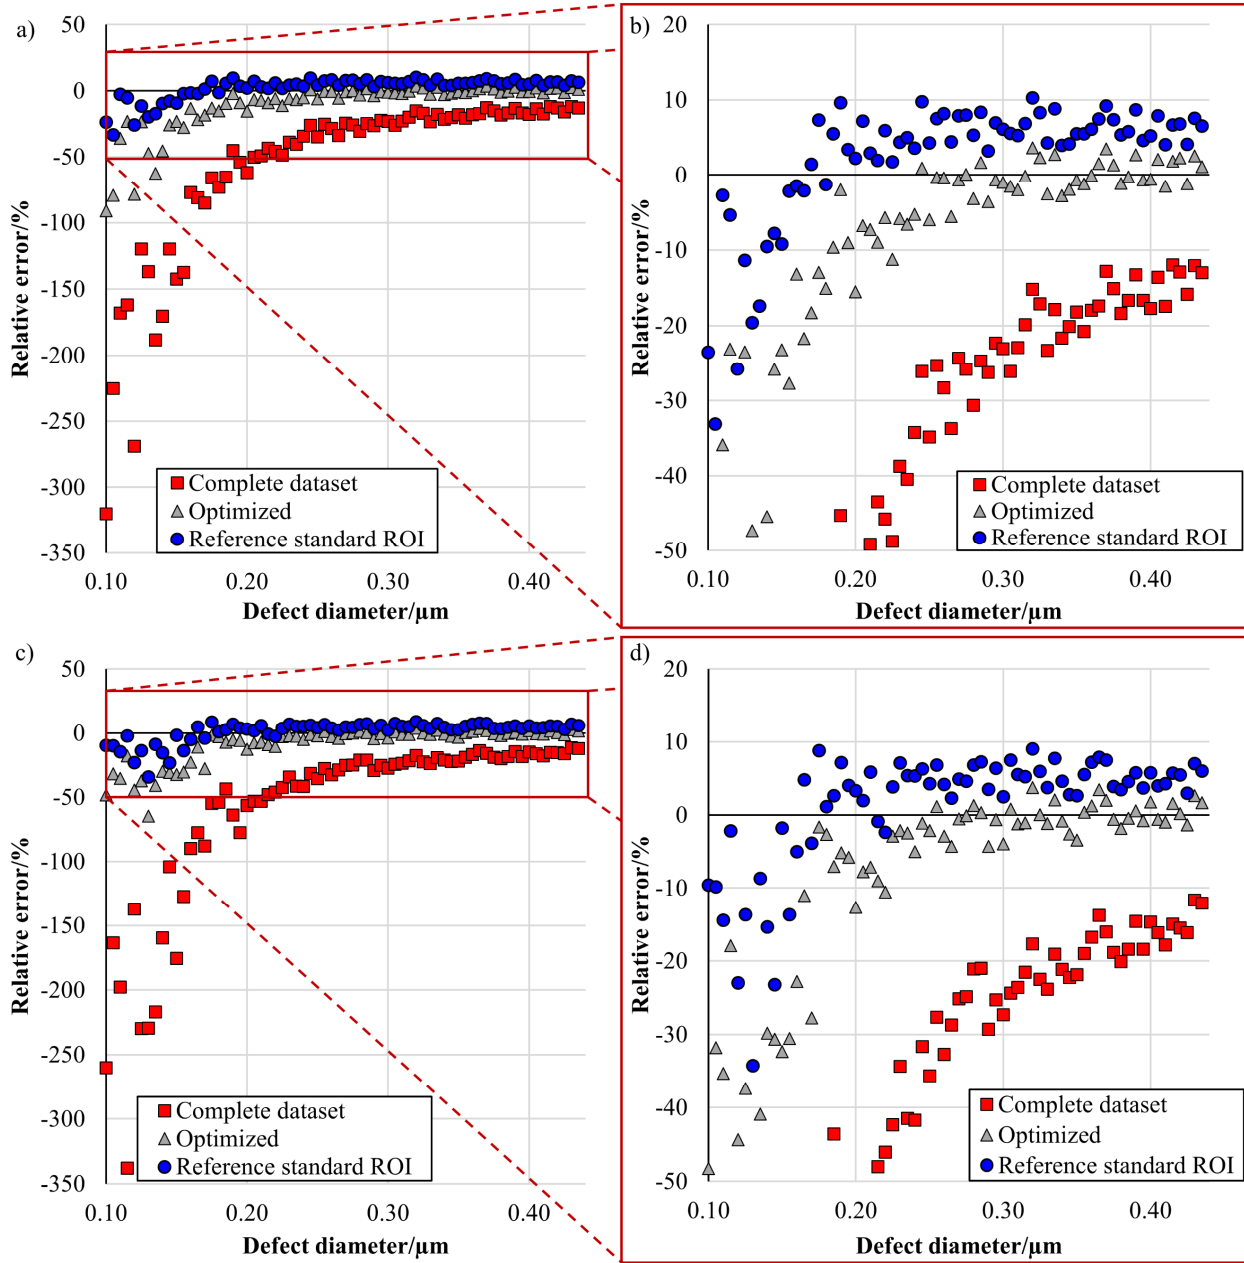 a)
50
0
-50
-100
-150
-200
-250
-300
-350
Relative error/%
Complete dataset
Optimized
Reference standard ROI
0.10 0.20 0.30 0.40
Defect diameter/µm
b)
20
10
0
-10
-20
-30
-40
-50
Relative error/%
Complete dataset
Optimized
Reference standard ROI
0.10 0.20 0.30 0.40
Defect diameter/µm
c)
50
0
-50
-100
-150
-200
-250
-300
-350
Relative error/%
Complete dataset
Optimized
Reference standard ROI
0.10 0.20 0.30 0.40
Defect diameter/µm
d)
20
10
0
-10
-20
-30
-40
-50
Relative error/%
Complete dataset
Optimized
Reference standard ROI
0.10 0.20 0.30 0.40
Defect diameter/µm